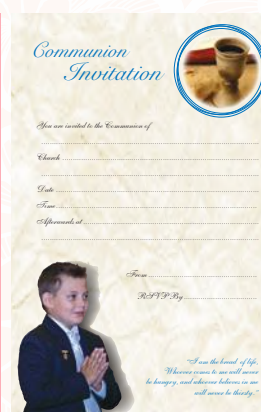 Communion
Invitation
You are invited to the Communion of
Church
Date
Time
Afterwards at
From
RSVP By
"I am the bread of life,
Whoever comes to me will never
be hungry, and whoever believes in me
will never be thirsty."